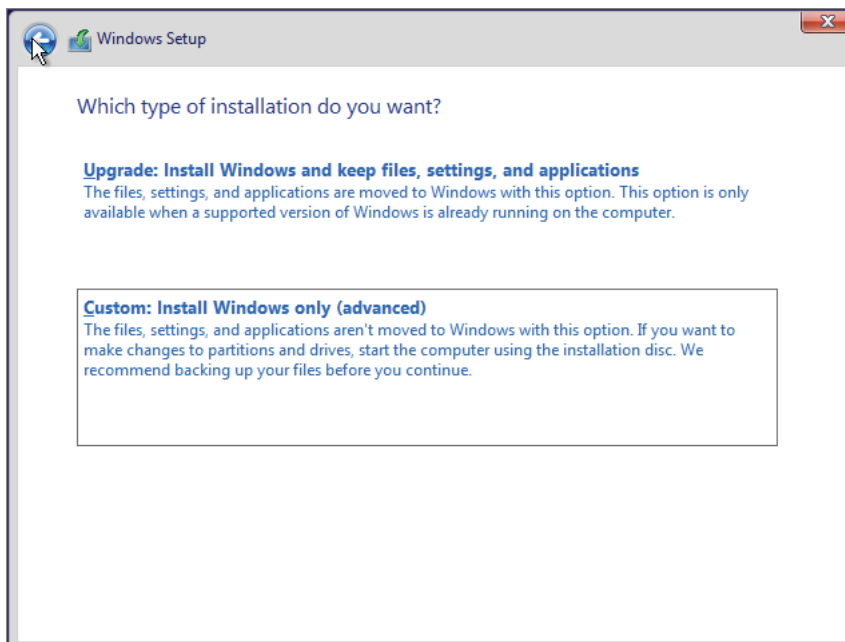 Windows Setup
Which type of installation do you want?
Upgrade: Install Windows and keep files, settings, and applications
The files, settings, and applications are moved to Windows with this option. This option is only
available when a supported version of Windows is already running on the computer.
Custom: Install Windows only (advanced)
The files, settings, and applications aren't moved to Windows with this option. If you want to
make changes to partitions and drives, start the computer using the installation disc. We
recommend backing up your files before you continue.